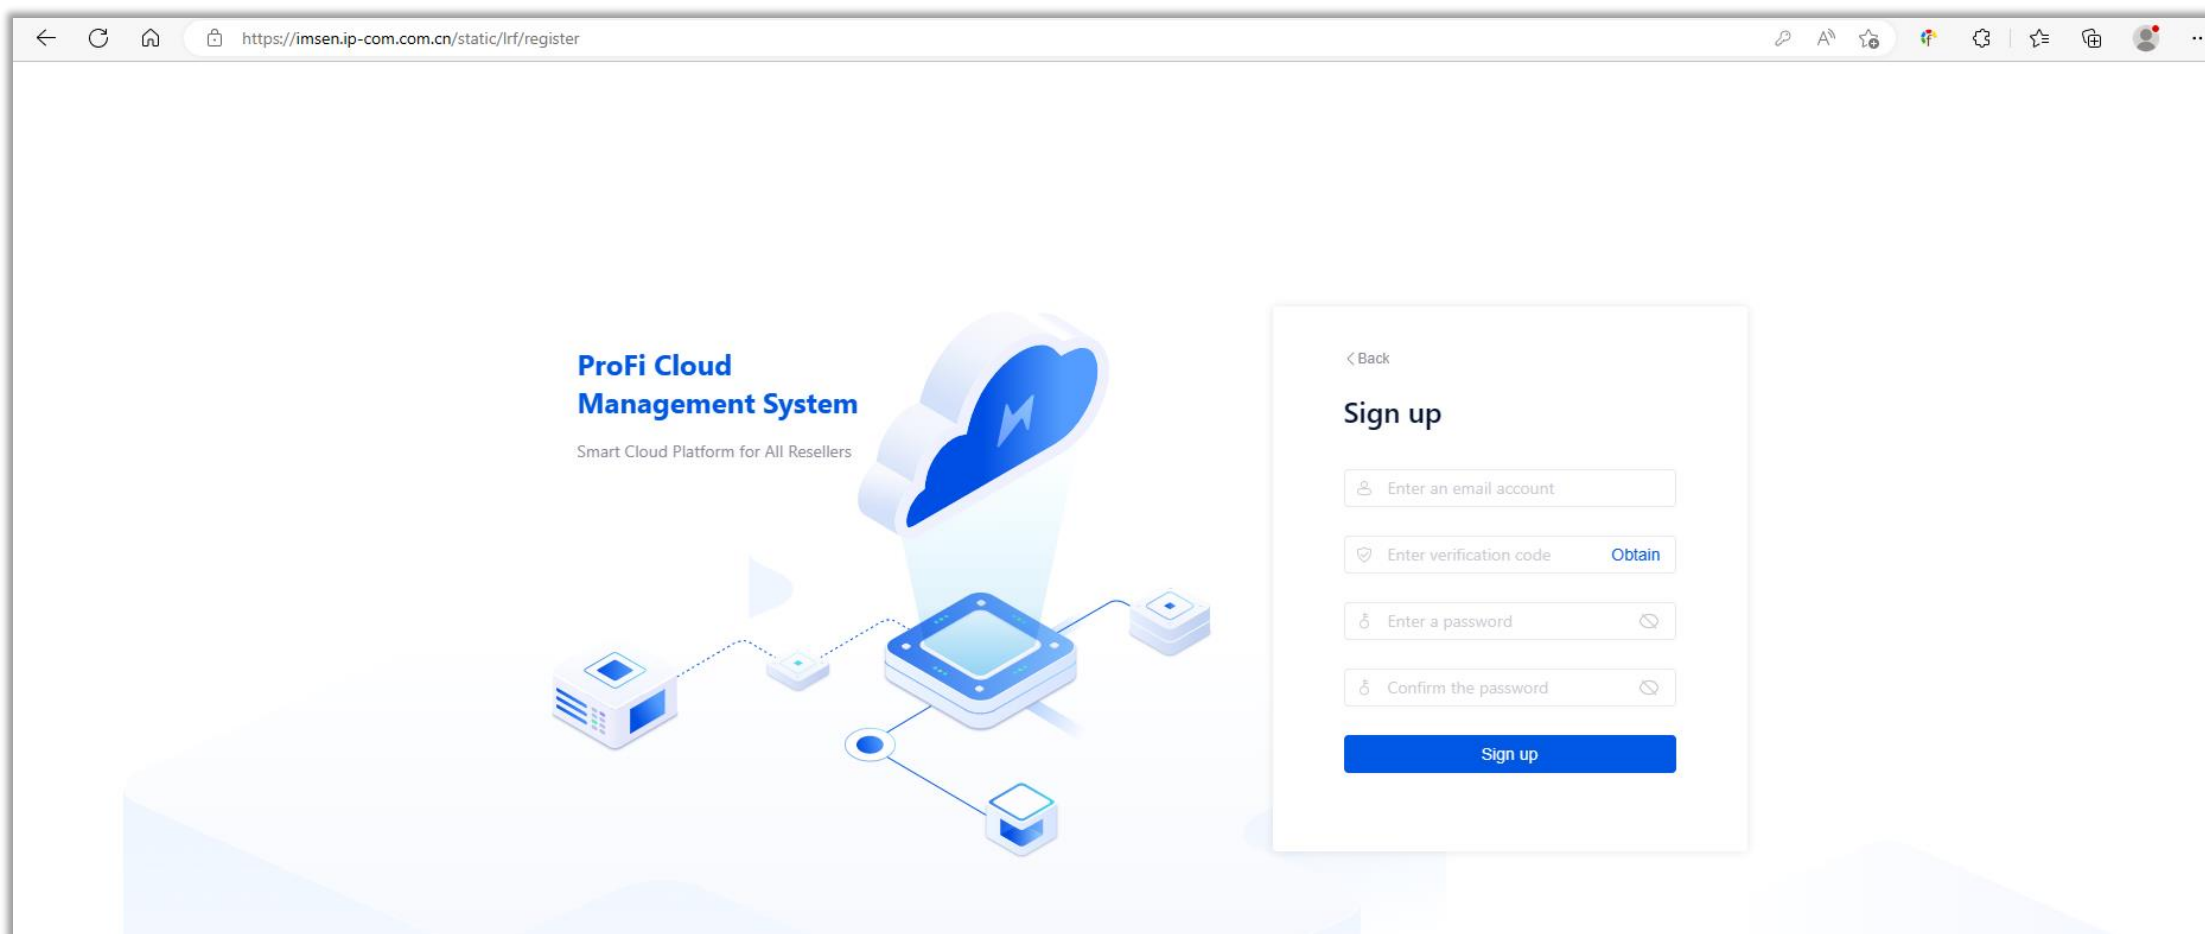 https://imsen.ip-com.com.cn/static/lrf/register
ProFi Cloud
Management System
Smart Cloud Platform for All Resellers
Back
Sign up
Enter an email account
Enter verification code Obtain
Enter a password
Confirm the password
Sign up